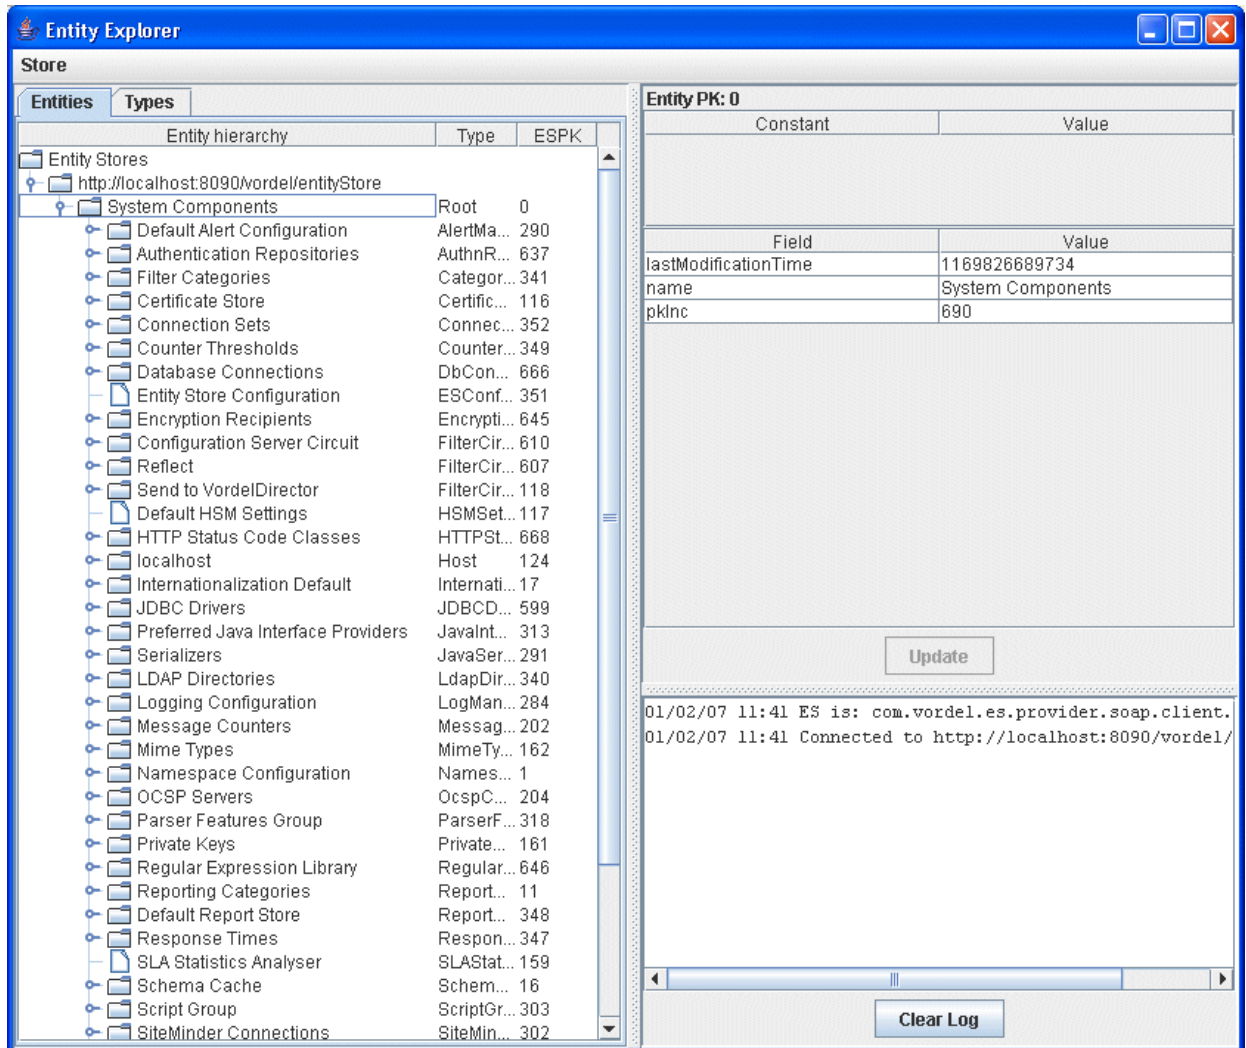 Entity Explorer
Store
Entities Types
Entity hierarchy Type ESPK
Entity Stores
http://localhost:8090/vordel/entityStore
System Components Root 0
Default Alert Configuration AlertMa... 290
Authentication Repositories AuthnR... 637
Filter Categories Categor... 341
Certificate Store Certific... 116
Connection Sets Connec... 352
Counter Thresholds Counter... 349
Database Connections DbCon... 666
Entity Store Configuration ESConf... 351
Encryption Recipients Encrypti... 645
Configuration Server Circuit FilterCir... 610
Reflect FilterCir... 607
Send to VordelDirector FilterCir... 118
Default HSM Settings HSMSet... 117
HTTP Status Code Classes HTTPSt... 668
localhost Host 124
Internationalization Default Internati... 17
JDBC Drivers JDBCD... 599
Preferred Java Interface Providers JavaInt... 313
Serializers JavaSer... 291
LDAP Directories LdapDir... 340
Logging Configuration LogMan... 284
Message Counters Messag... 202
Mime Types MimeTy... 162
Namespace Configuration Names... 1
OCSP Servers OcspC... 204
Parser Features Group ParserF... 318
Private Keys Private... 161
Regular Expression Library Regular... 646
Reporting Categories Report... 11
Default Report Store Report... 348
Response Times Respon... 347
SLA Statistics Analyser SLAStat... 159
Schema Cache Schem... 16
Script Group ScriptGr... 303
SiteMinder Connections SiteMin... 302
Entity PK: 0
Constant Value
Field Value
lastModificationTime 1169826689734
name System Components
pkInc 690
Update
01/02/07 11:41 ES is: com.vordel.es.provider.soap.client.
01/02/07 11:41 Connected to http://localhost:8090/vordel/
Clear Log